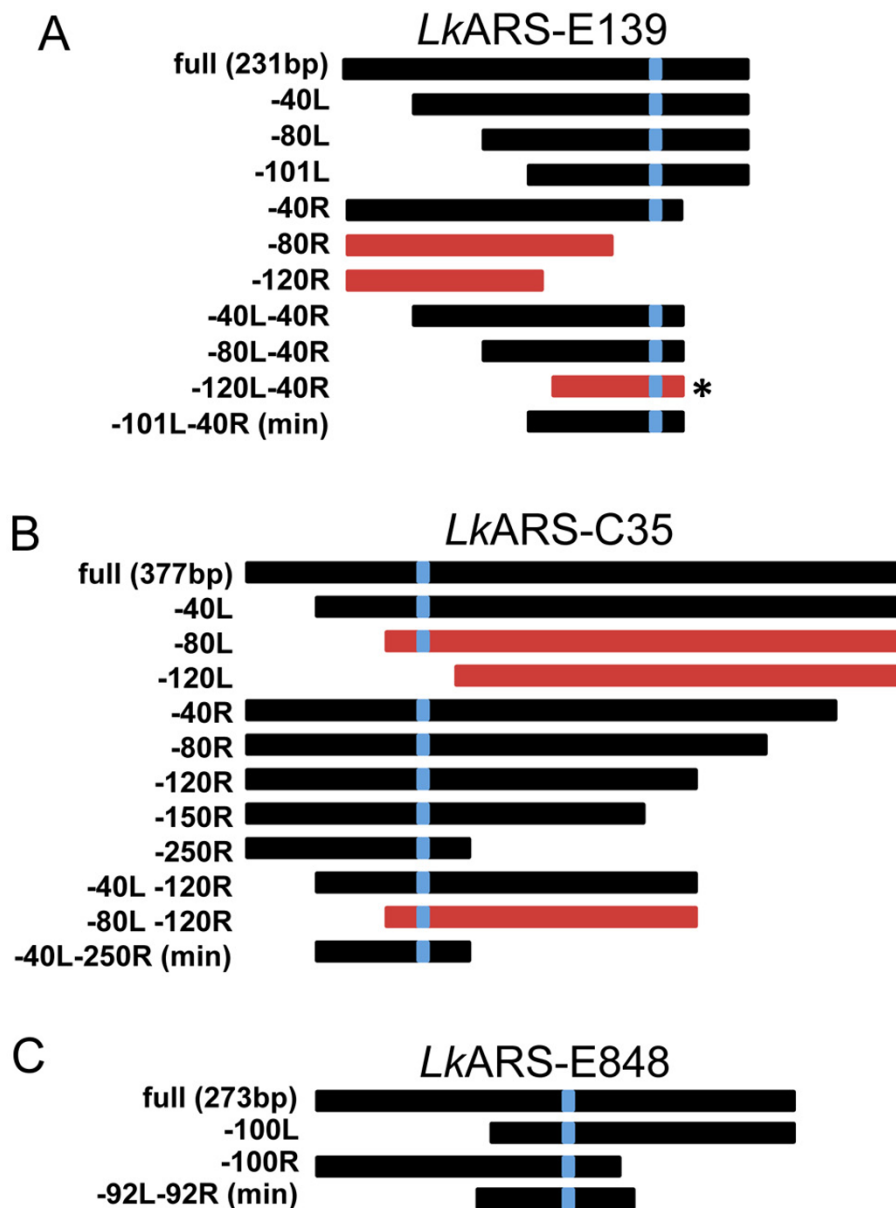 A
LkARS-E139
full (231bp)
-40L
-80L
-101L
-40R
-80R
-120R
-40L-40R
-80L-40R
-120L-40R *
-101L-40R (min)
B
LkARS-C35
full (377bp)
-40L
-80L
-120L
-40R
-80R
-120R
-150R
-250R
-40L -120R
-80L -120R
-40L-250R (min)
C
LkARS-E848
full (273bp)
-100L
-100R
-92L-92R (min)